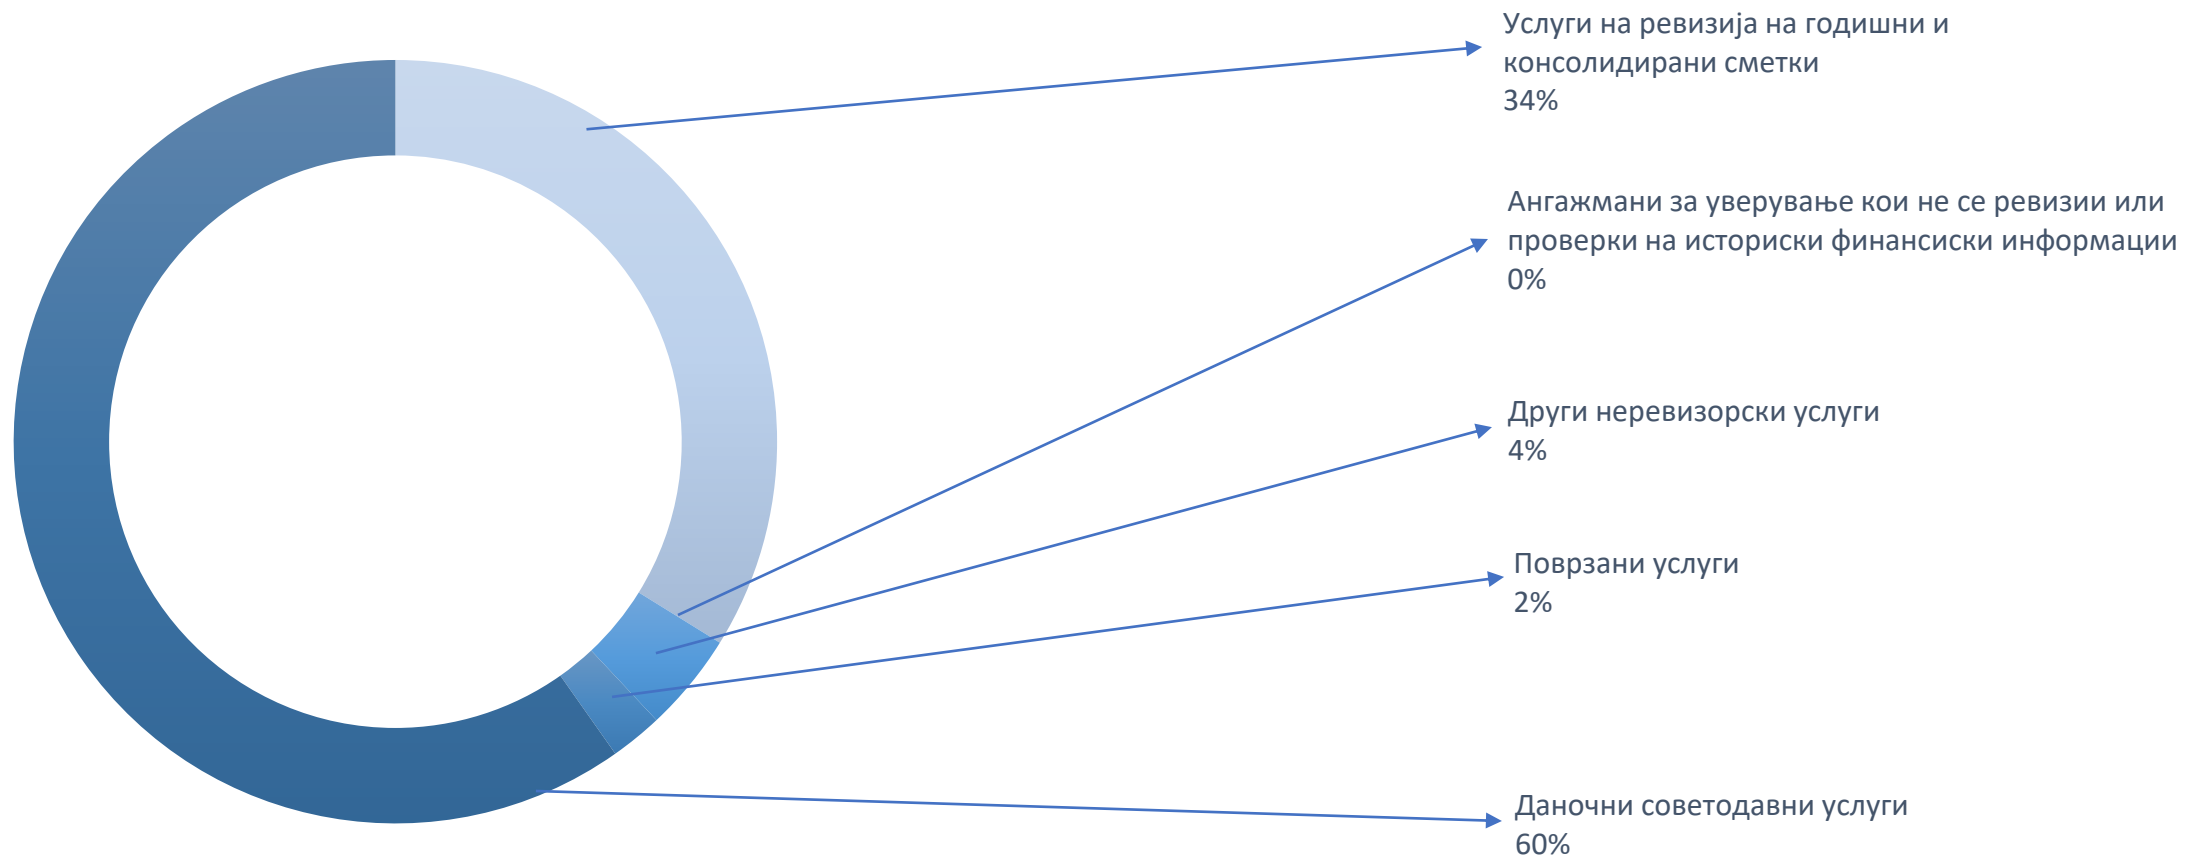 Услуги на ревизија на годишни и
консолидирани сметки
34%
Ангажмани за уверување кои не се ревизии или
проверки на историски финансиски информации
0%
Други неревизорски услуги
4%
Поврзани услуги
2%
Даночни советодавни услуги
60%